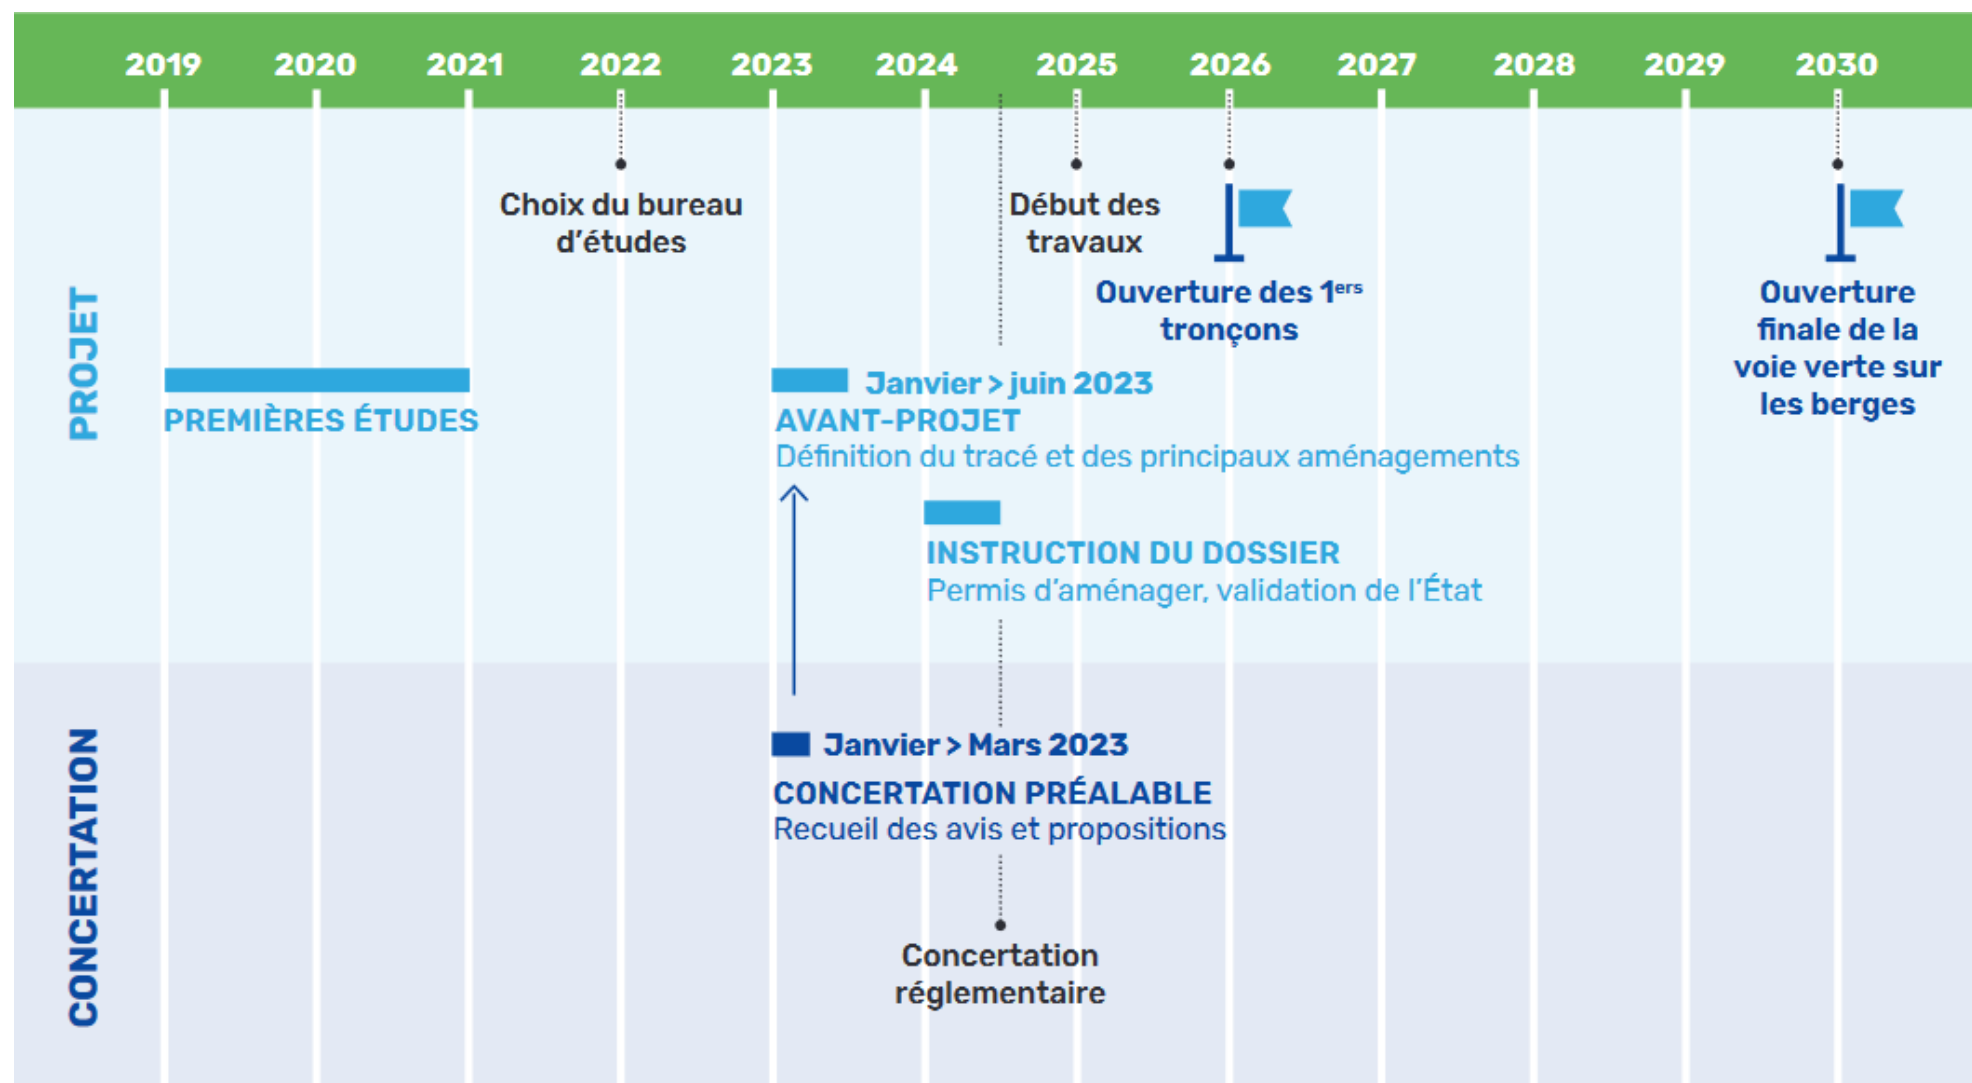 2019 2020 2021 2022 2023 2024 2025 2026 2027 2028 2029 2030
PROJET
Choix du bureau
d'études
Début des
travaux
Ouverture des 1ers
tronçons
Ouverture
finale de la
voie verte sur
les berges
PREMIÈRES ÉTUDES
Janvier > juin 2023
AVANT-PROJET
Définition du tracé et des principaux aménagements
INSTRUCTION DU DOSSIER
Permis d'aménager, validation de l'État
CONCERTATION
Janvier > Mars 2023
CONCERTATION PRÉALABLE
Recueil des avis et propositions
Concertation
réglementaire